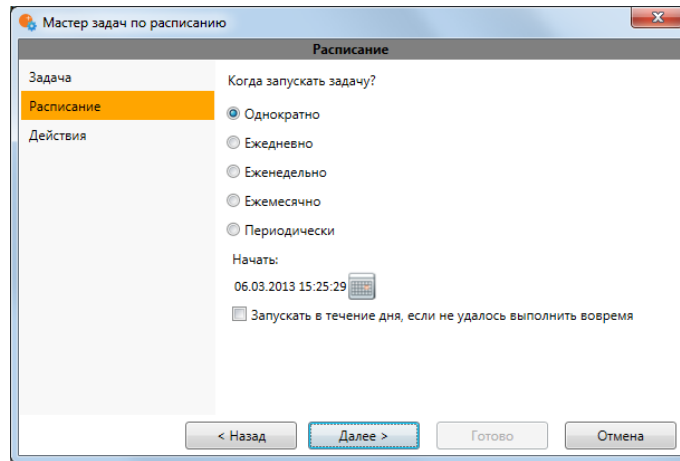 Мастер задач по расписанию
Расписание
Задача
Расписание
Действия
Когда запускать задачу?
Однократно
Ежедневно
Еженедельно
Ежемесячно
Периодически
Начать:
06.03.2013 15:25:29
Запускать в течение дня, если не удалось выполнить вовремя
< Назад
Далее >
Готово
Отмена